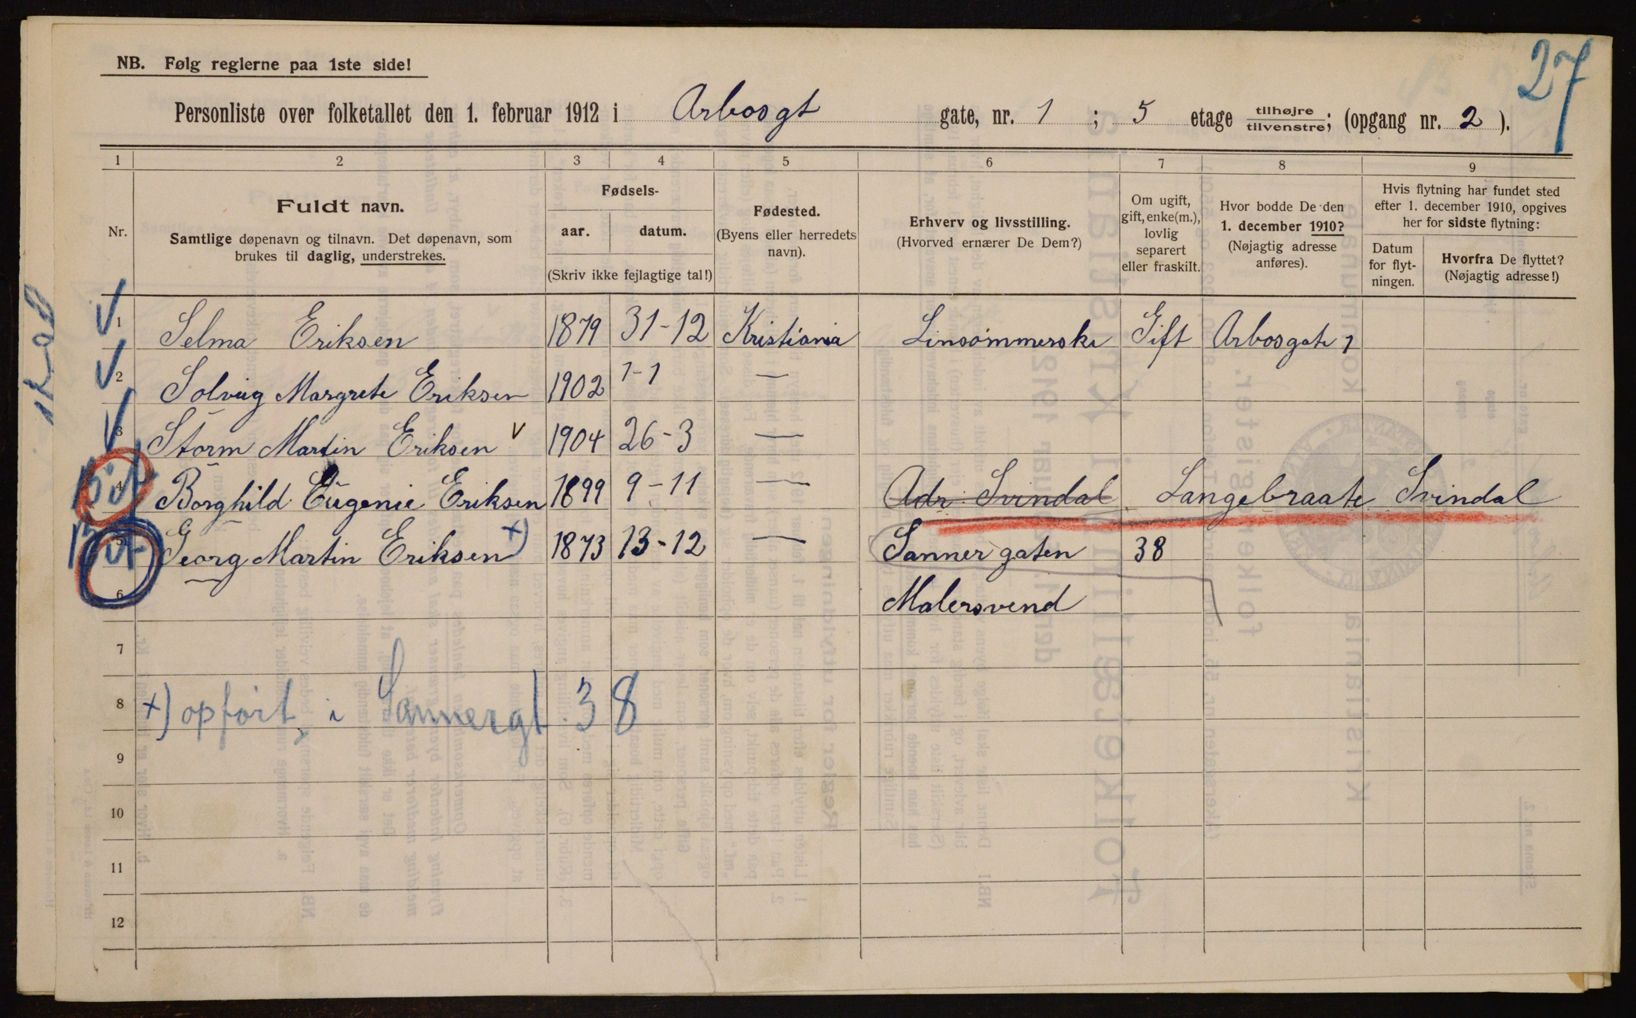 27
NB. Følg reglerne paa 1ste side!
Personliste over folketallet den 1. februar 1912 i Arbosgt gate, nr. 1 ; 5 etage tilhøjre / tilvenstre; (opgang nr. 2 ).
1 2 3 4 5 6 7 8 9
Nr.
Fuldt navn.
Samtlige døpenavn og tilnavn. Det døpenavn, som brukes til daglig, understrekes.
Fødsels-
aar. datum.
(Skriv ikke fejlagtige tal!)
Fødested.
(Byens eller herredets navn).
Erhverv og livsstilling.
(Hvorved ernærer De Dem?)
Om ugift, gift, enke(m.), lovlig separert eller fraskilt.
Hvor bodde De den 1. december 1910?
(Nøjagtig adresse anføres).
Hvis flytning har fundet sted efter 1. december 1910, opgives her for sidste flytning:
Datum for flyt- ningen.
Hvorfra De flyttet?
(Nøjagtig adresse!)
1 Selma Eriksen 1879 31-12 Kristiania Linsømmerske Gift Arbosgate 1
2 Solveig Margrete Eriksen 1902 1-1 —
3 Storm Martin Eriksen v 1904 26-3 —
4 Borghild Eugenie Eriksen 1899 9-11 — Adr Svindal Langebraate Svindal
5 Georg Martin Eriksen x) 1873 13-12 — Sannergaten 38
6 Malersvend
7
8 x) opført i Sannergt. 38
9
10
11
12